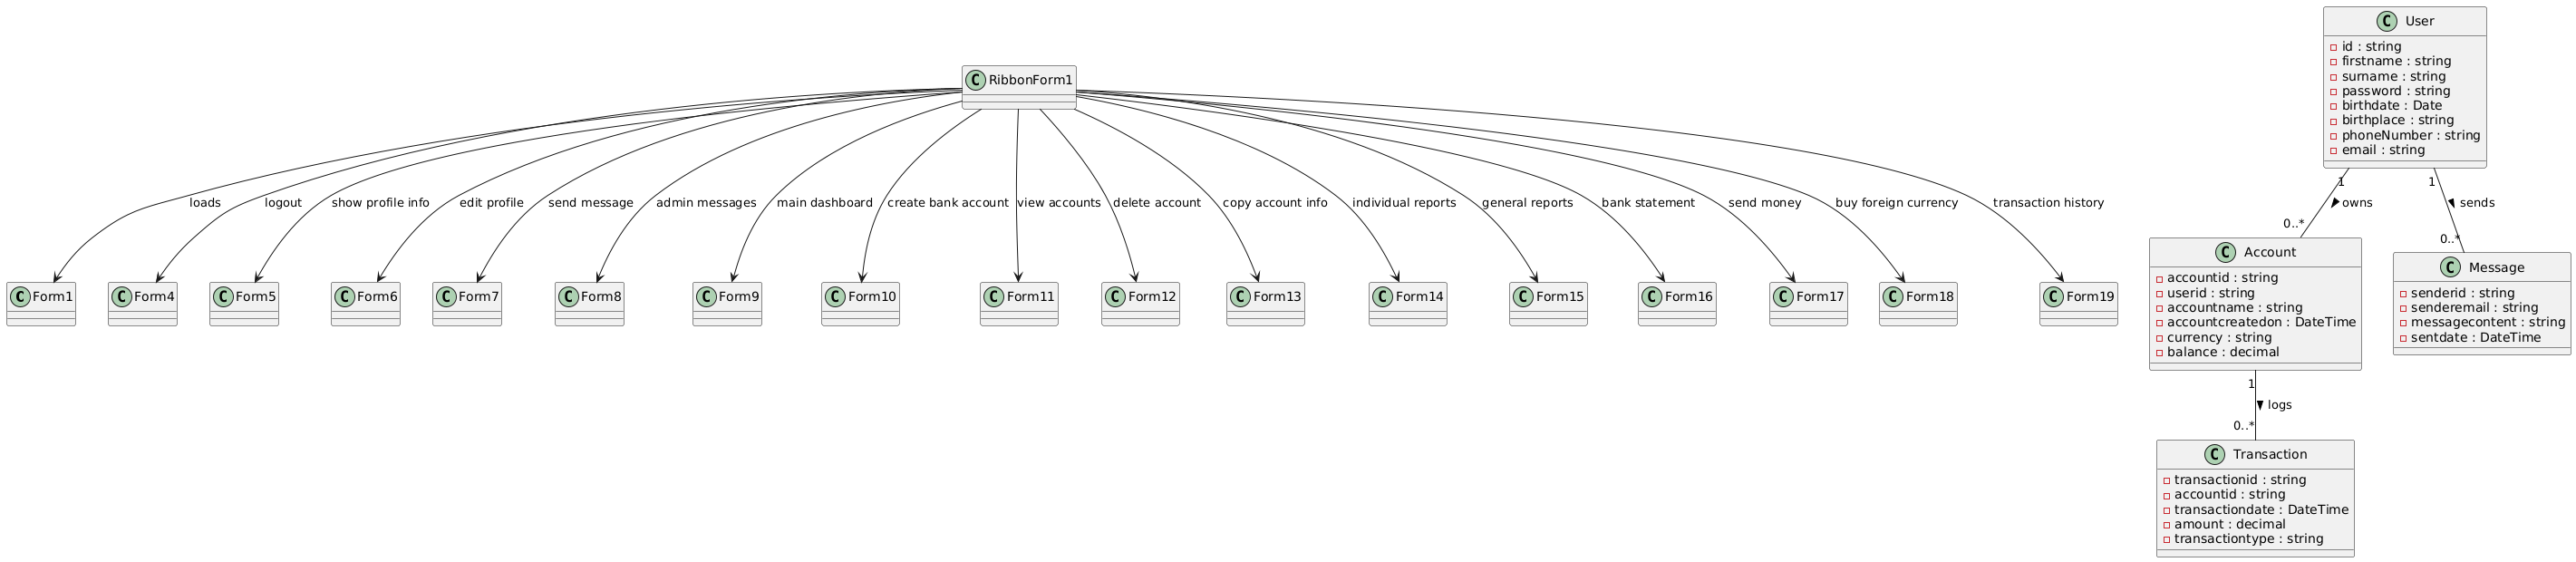 RibbonForm1
loads
logout
show profile info
edit profile
send message
admin messages
main dashboard
create bank account
view accounts
delete account
copy account info
individual reports
general reports
bank statement
send money
buy foreign currency
transaction history
C Form1
C Form4
C Form5
C Form6
C Form7
C Form8
C Form9
C Form10
C Form11
C Form12
C Form13
C Form14
C Form15
C Form16
C Form17
C Form18
C Form19
C User
id : string
firstname : string
surname : string
password : string
birthdate : Date
birthplace : string
phoneNumber : string
email : string
1
owns
0..*
1
sends
0..*
C Account
accountid : string
userid : string
accountname : string
accountcreatedon : DateTime
currency : string
balance : decimal
C Message
senderid : string
senderemail : string
messagecontent : string
sentdate : DateTime
1
logs
0..*
C Transaction
transactionid : string
accountid : string
transactiondate : DateTime
amount : decimal
transactiontype : string